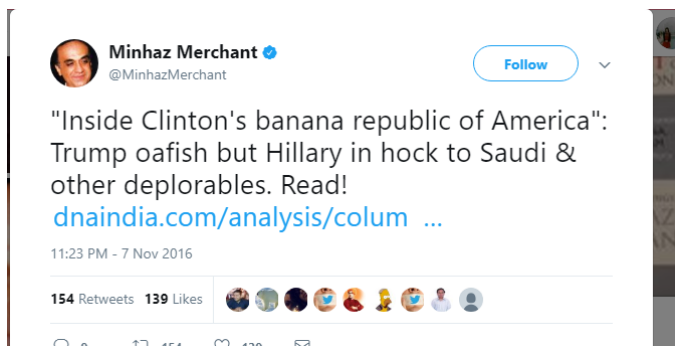 Minhaz Merchant
@MinhazMerchant
Follow
"Inside Clinton's banana republic of America":
Trump oafish but Hillary in hock to Saudi &
other deplorables. Read!
dnaindia.com/analysis/colum ...
11:23 PM - 7 Nov 2016
154 Retweets 139 Likes